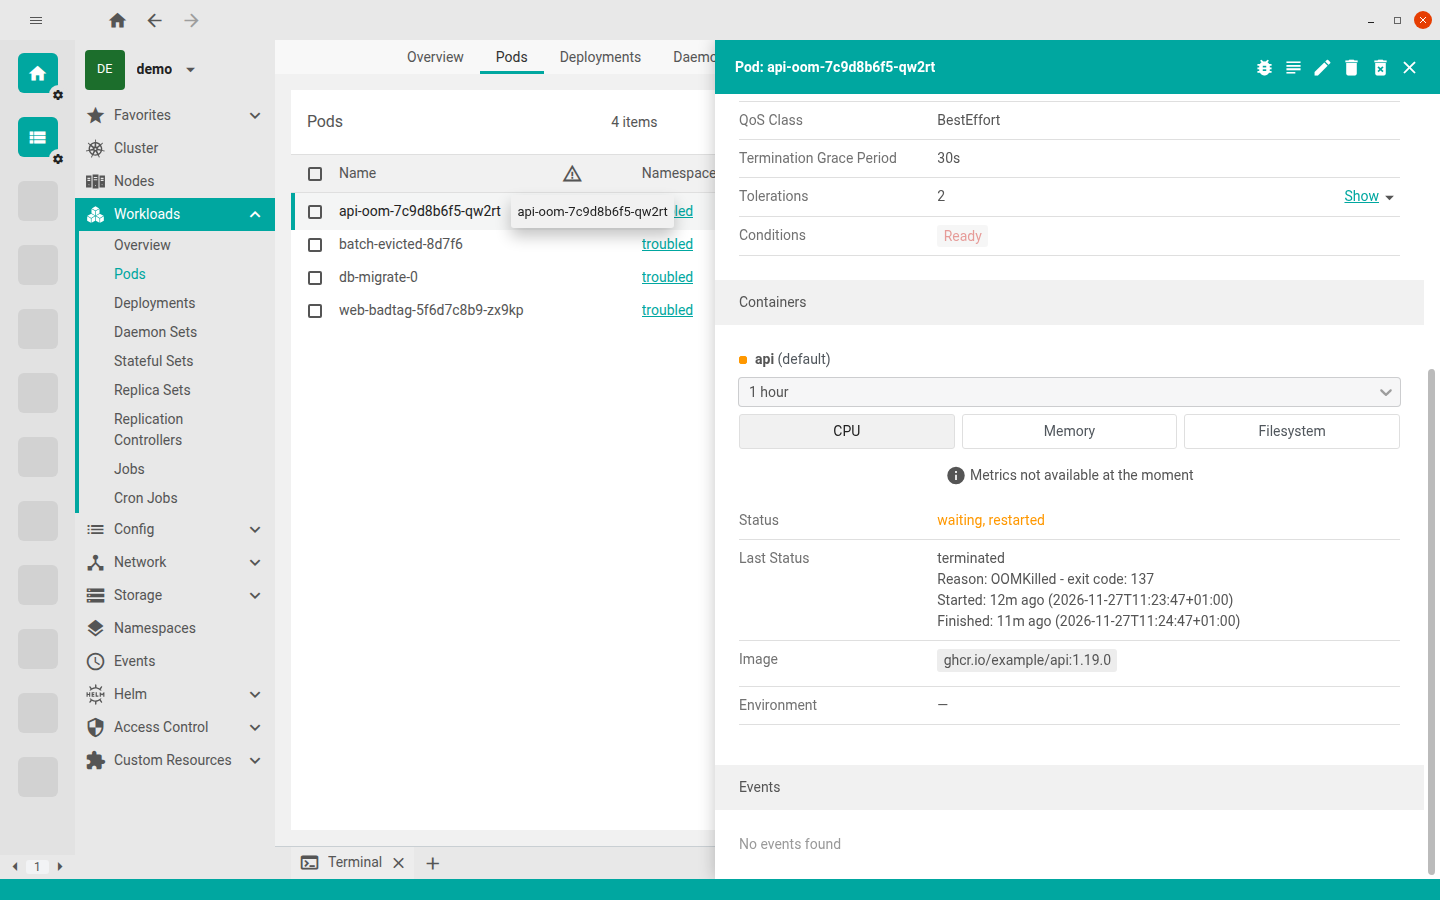 DE
demo
Favorites
Cluster
Nodes
Workloads
Overview
Pods
Deployments
Daemon Sets
Stateful Sets
Replica Sets
Replication
Controllers
Jobs
Cron Jobs
Config
Network
Storage
Namespaces
Events
HELM
Helm
Access Control
Custom Resources
1
Overview
Pods
Deployments
Daemo
Pods
4 items
Name
Namespace
api-oom-7c9d8b6f5-qw2rt
api-oom-7c9d8b6f5-qw2rt
led
batch-evicted-8d7f6
troubled
db-migrate-0
troubled
web-badtag-5f6d7c8b9-zx9kp
troubled
Terminal
Pod: api-oom-7c9d8b6f5-qw2rt
QoS Class
BestEffort
Termination Grace Period
30s
Tolerations
2
Show
Conditions
Ready
Containers
api (default)
1 hour
CPU
Memory
Filesystem
Metrics not available at the moment
Status
waiting, restarted
Last Status
terminated
Reason: OOMKilled - exit code: 137
Started: 12m ago (2026-11-27T11:23:47+01:00)
Finished: 11m ago (2026-11-27T11:24:47+01:00)
Image
ghcr.io/example/api:1.19.0
Environment
—
Events
No events found